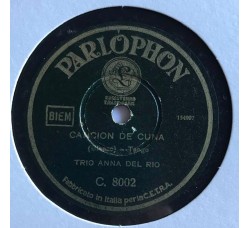 PARLOPHON
BIEM
CANCION DE CUNA
Tango
TRIO ANNA DEL RIO
C. 8002
Fabbricato in Italia per la C.E.T.R.A.